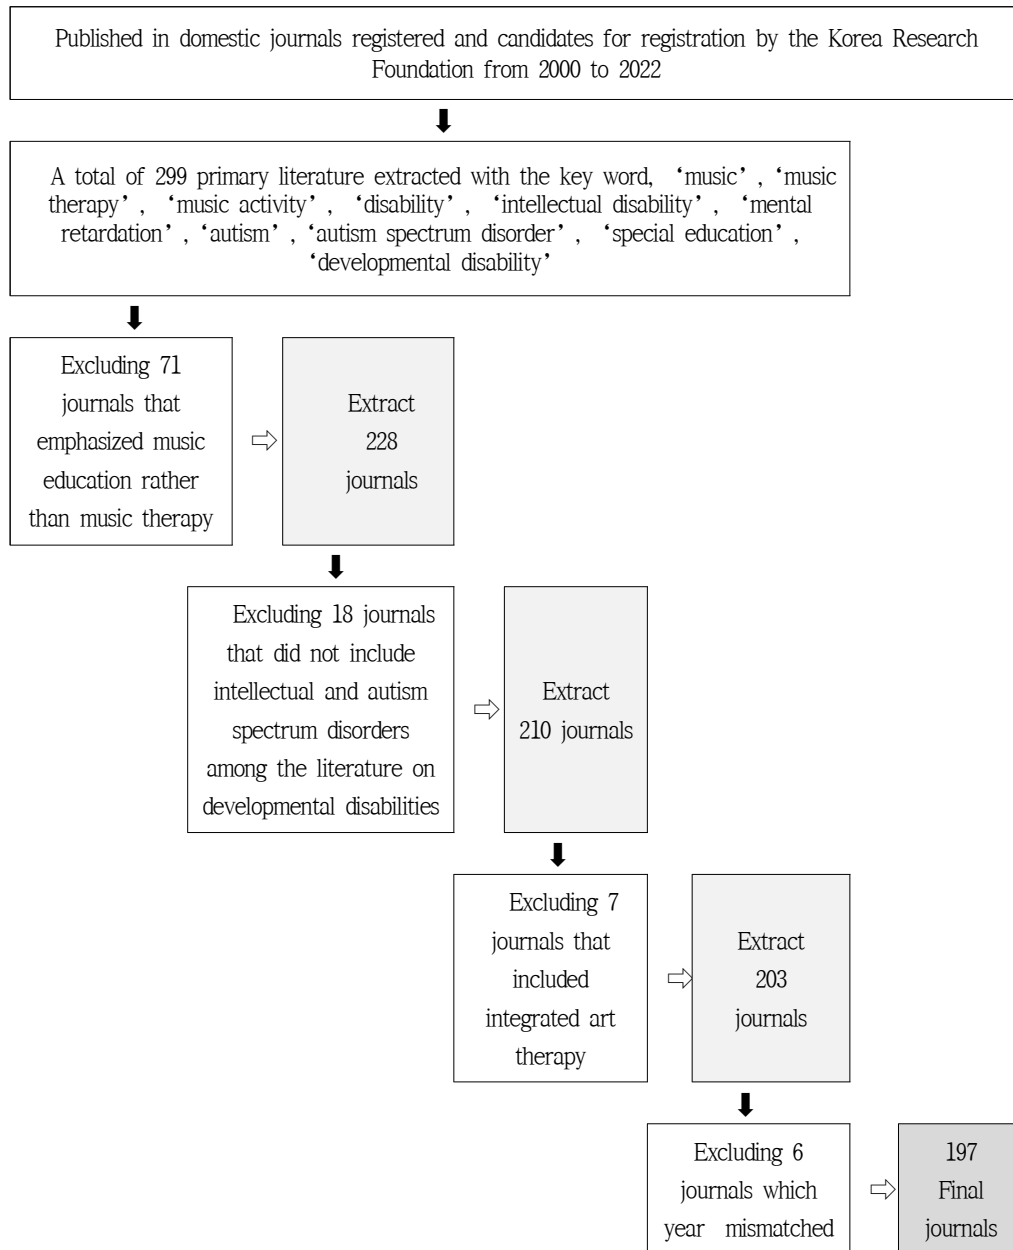 Published in domestic journals registered and candidates for registration by the Korea Research
Foundation from 2000 to 2022
A total of 299 primary literature extracted with the key word, ‘music’, ‘music
therapy’, ‘music activity’, ‘disability’, ‘intellectual disability’, ‘mental
retardation’, ‘autism’, ‘autism spectrum disorder’, ‘special education’,
‘developmental disability’
Excluding 71
journals that
emphasized music
education rather
than music therapy
Extract
228
journals
Excluding 18 journals
that did not include
intellectual and autism
spectrum disorders
among the literature on
developmental disabilities
Extract
210 journals
Excluding 7
journals that
included
integrated art
therapy
Extract
203
journals
Excluding 6
journals which
year mismatched
197
Final
journals